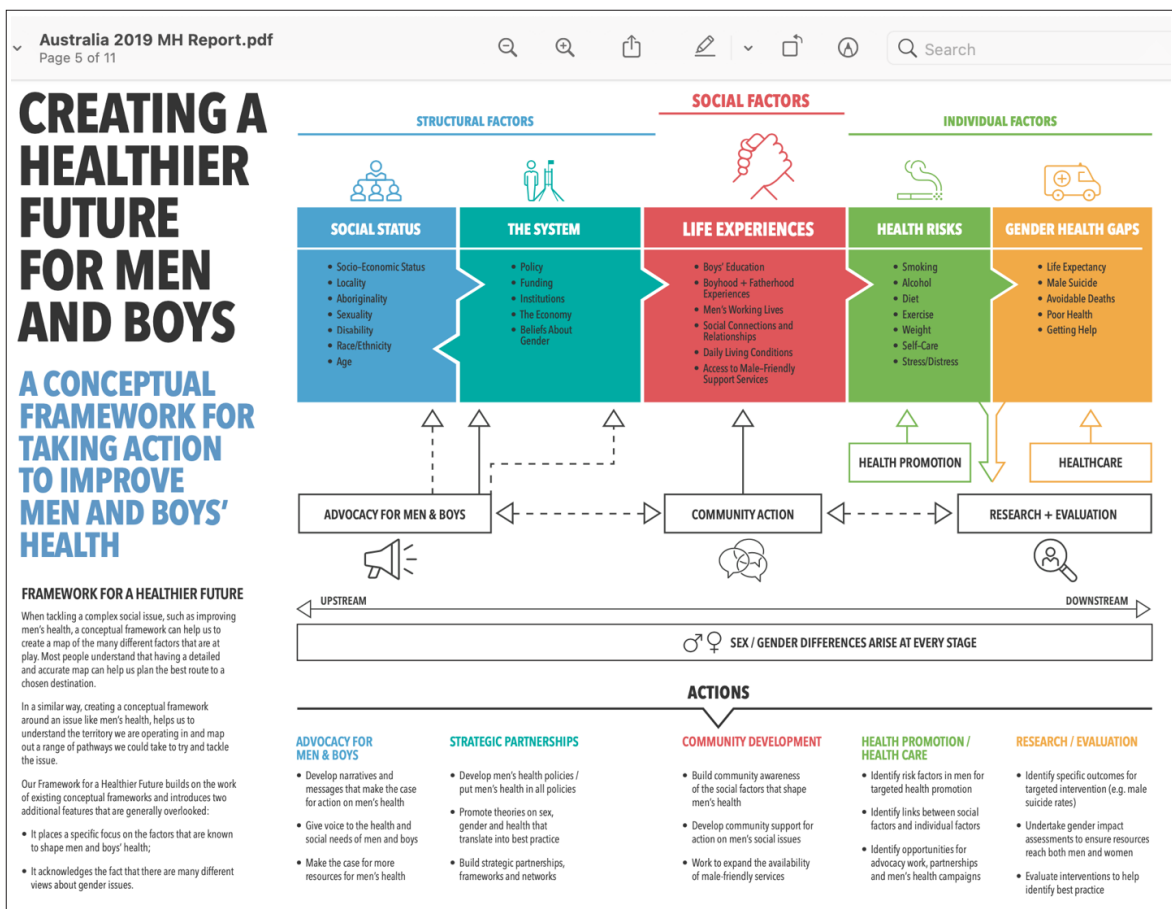 Australia 2019 MH Report.pdf
Page 5 of 11
Search
CREATING A
HEALTHIER
FUTURE
FOR MEN
AND BOYS
A CONCEPTUAL
FRAMEWORK FOR
TAKING ACTION
TO IMPROVE
MEN AND BOYS'
HEALTH
FRAMEWORK FOR A HEALTHIER FUTURE
When tackling a complex social issue, such as improving
men's health, a conceptual framework can help us to
create a map of the many different factors that are at
play. Most people understand that having a detailed
and accurate map can help us plan the best route to a
chosen destination.
In a similar way, creating a conceptual framework
around an issue like men's health, helps us to
understand the territory we are operating in and map
out a range of pathways we could take to try and tackle
the issue.
Our Framework for a Healthier Future builds on the work
of existing conceptual frameworks and introduces two
additional features that are generally overlooked:
• It places a specific focus on the factors that are known
to shape men and boys' health;
• It acknowledges the fact that there are many different
views about gender issues.
STRUCTURAL FACTORS
SOCIAL FACTORS
INDIVIDUAL FACTORS
SOCIAL STATUS
• Socio-Economic Status
• Locality
• Aboriginality
• Sexuality
• Disability
• Race/Ethnicity
• Age
THE SYSTEM
• Policy
• Funding
• Institutions
• The Economy
• Beliefs About
Gender
LIFE EXPERIENCES
• Boys' Education
• Boyhood + Fatherhood
Experiences
• Men's Working Lives
• Social Connections and
Relationships
• Daily Living Conditions
• Access to Male-Friendly
Support Services
HEALTH RISKS
• Smoking
• Alcohol
• Diet
• Exercise
• Weight
• Self-Care
• Stress/Distress
GENDER HEALTH GAPS
• Life Expectancy
• Male Suicide
• Avoidable Deaths
• Poor Health
• Getting Help
HEALTH PROMOTION
HEALTHCARE
ADVOCACY FOR MEN & BOYS
COMMUNITY ACTION
RESEARCH + EVALUATION
UPSTREAM
DOWNSTREAM
SEX / GENDER DIFFERENCES ARISE AT EVERY STAGE
ACTIONS
ADVOCACY FOR
MEN & BOYS
• Develop narratives and
messages that make the case
for action on men's health
• Give voice to the health and
social needs of men and boys
• Make the case for more
resources for men's health
STRATEGIC PARTNERSHIPS
• Develop men's health policies /
put men's health in all policies
• Promote theories on sex,
gender and health that
translate into best practice
• Build strategic partnerships,
frameworks and networks
COMMUNITY DEVELOPMENT
• Build community awareness
of the social factors that shape
men's health
• Develop community support for
action on men's social issues
• Work to expand the availability
of male-friendly services
HEALTH PROMOTION /
HEALTH CARE
• Identify risk factors in men for
targeted health promotion
• Identify links between social
factors and individual factors
• Identify opportunities for
advocacy work, partnerships
and men's health campaigns
RESEARCH / EVALUATION
• Identify specific outcomes for
targeted intervention (e.g. male
suicide rates)
• Undertake gender impact
assessments to ensure resources
reach both men and women
• Evaluate interventions to help
identify best practice